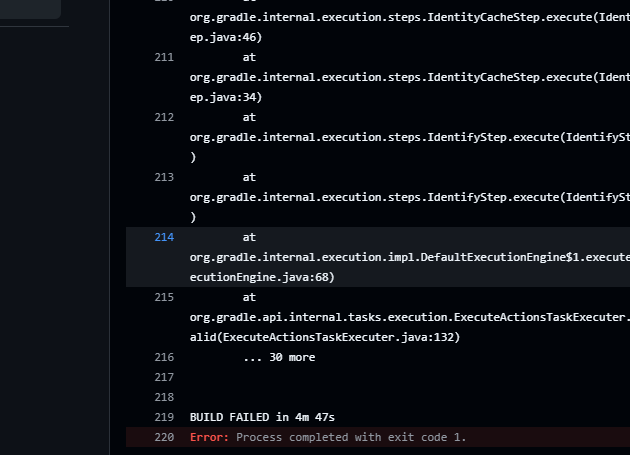 org.gradle.internal.execution.steps.IdentityCacheStep.execute(Ident
ep.java:46)
211 at
org.gradle.internal.execution.steps.IdentityCacheStep.execute(Ident
ep.java:34)
212 at
org.gradle.internal.execution.steps.IdentifyStep.execute(IdentifySt
)
213 at
org.gradle.internal.execution.steps.IdentifyStep.execute(IdentifySt
)
214 at
org.gradle.internal.execution.impl.DefaultExecutionEngine$1.execute
ecutionEngine.java:68)
215 at
org.gradle.api.internal.tasks.execution.ExecuteActionsTaskExecuter.
alid(ExecuteActionsTaskExecuter.java:132)
216 ... 30 more
217
218
219 BUILD FAILED in 4m 47s
220 Error: Process completed with exit code 1.